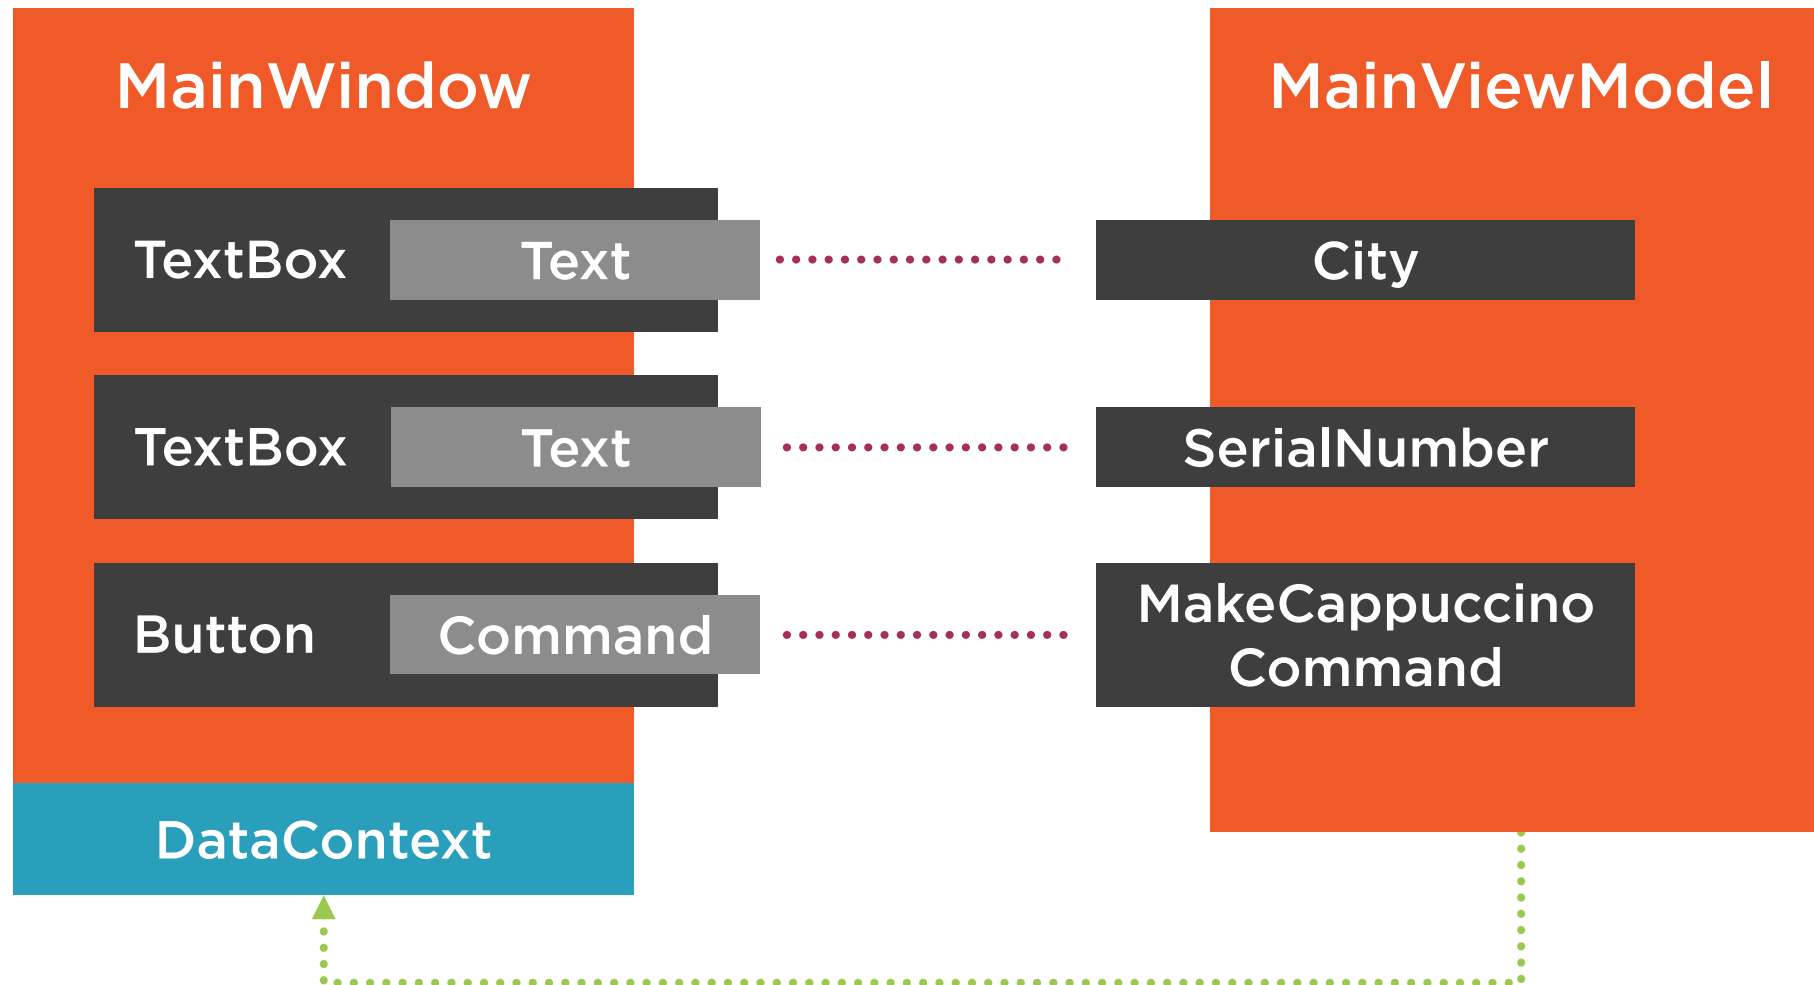 MainWindow
MainViewModel
TextBox
Text
City
TextBox
Text
SerialNumber
Button
Command
MakeCappuccino
Command
DataContext